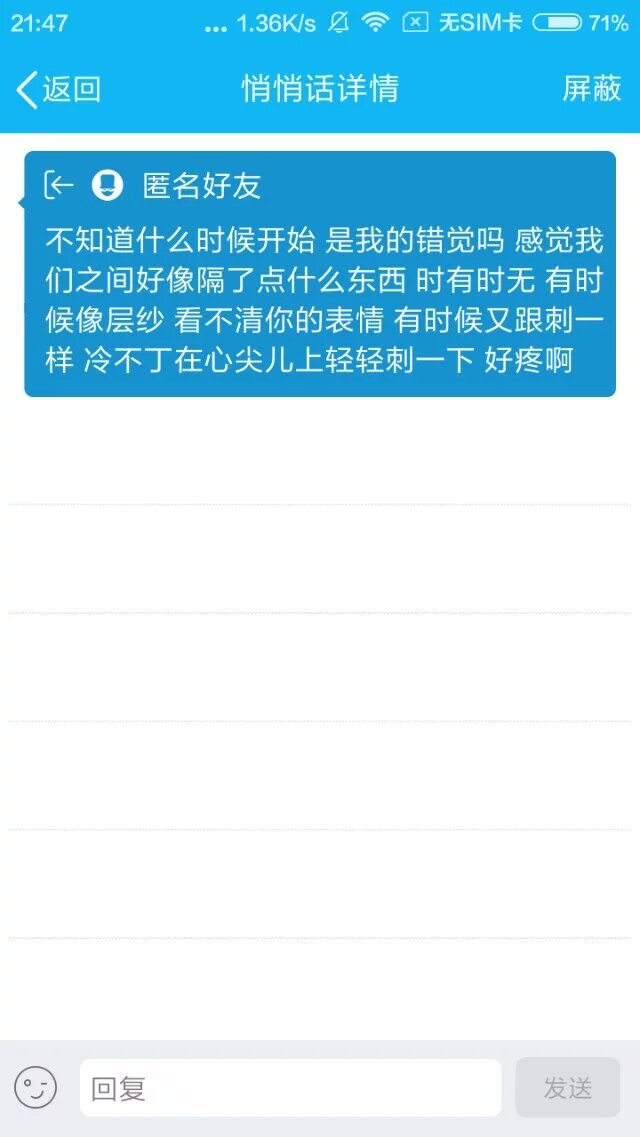 21:47 ... 1.36K/s 无SIM卡 71%
返回 悄悄话详情 屏蔽
匿名好友
不知道什么时候开始 是我的错觉吗 感觉我
们之间好像隔了点什么东西 时有时无 有时
候像层纱 看不清你的表情 有时候又跟刺一
样 冷不丁在心尖儿上轻轻刺一下 好疼啊
回复 发送